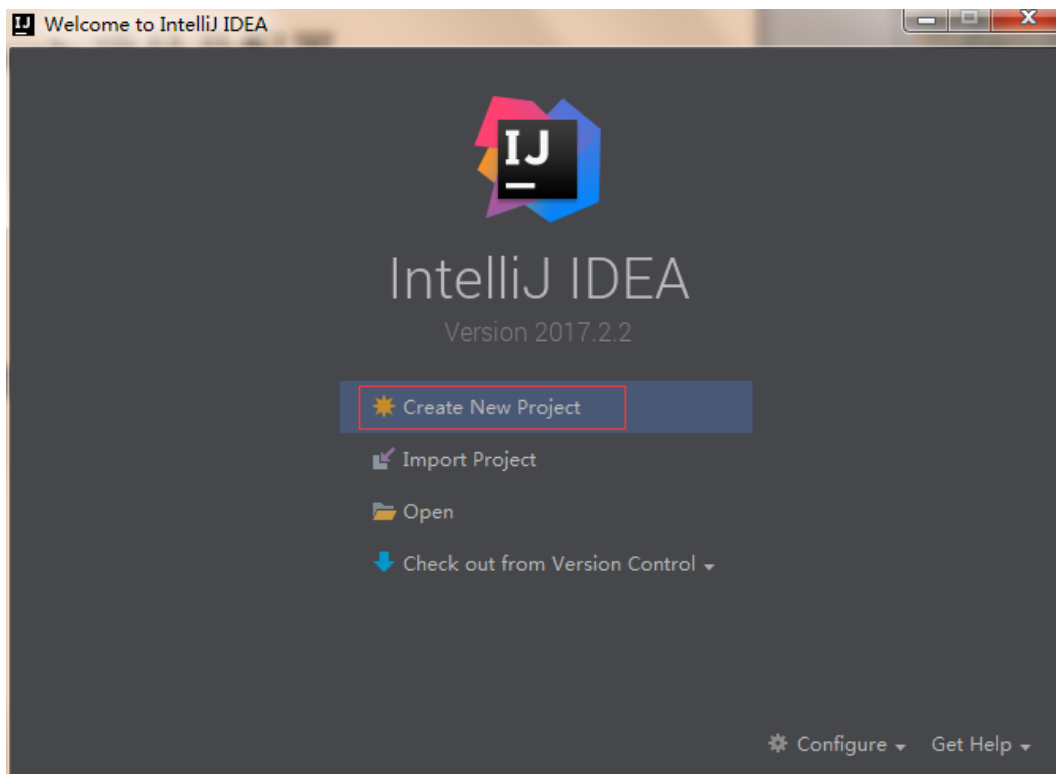 Welcome to IntelliJ IDEA
IJ
IntelliJ IDEA
Version 2017.2.2
Create New Project
Import Project
Open
Check out from Version Control
Configure
Get Help